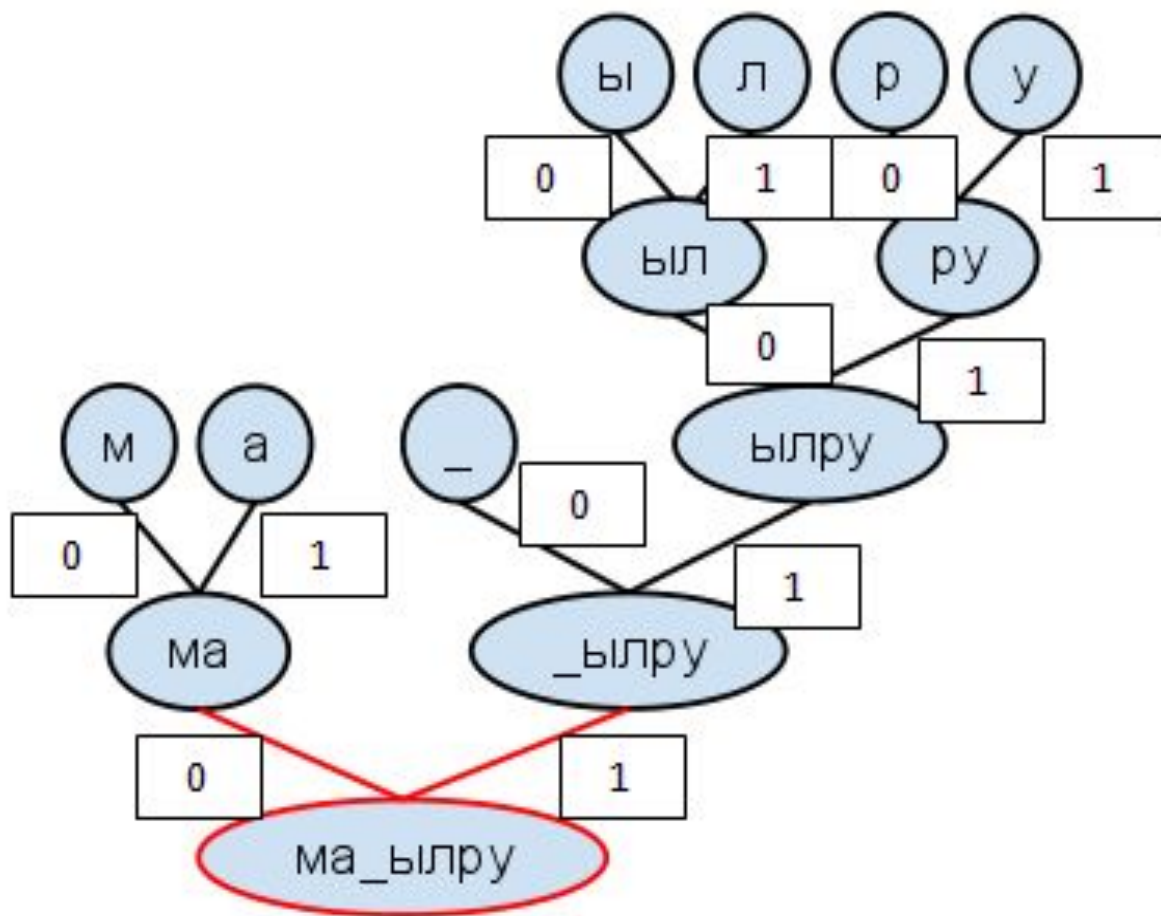 ы л р у
0 1 0 1
ыл ру
0 1
м а _ ылру
0 1 0
1
ма _ылру
0 1
ма_ылру